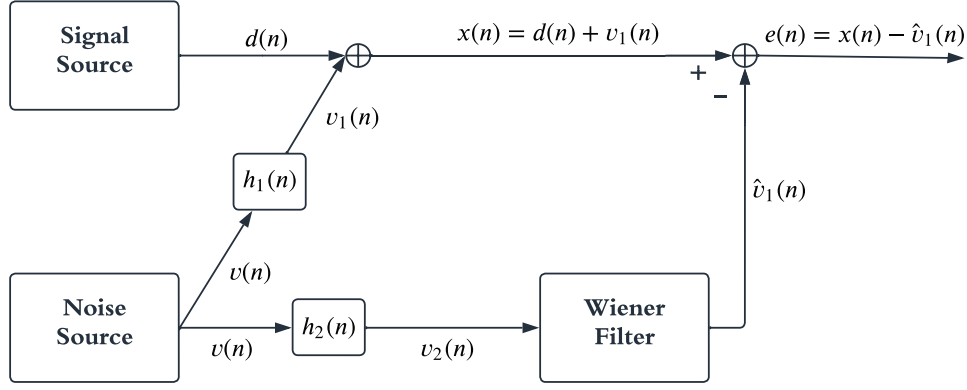 Signal
Source
d(n)
x(n) = d(n) + v₁(n)
e(n) = x(n) − v̂₁(n)
+
−
v₁(n)
h₁(n)
v̂₁(n)
v(n)
Noise
Source
v(n)
h₂(n)
v₂(n)
Wiener
Filter